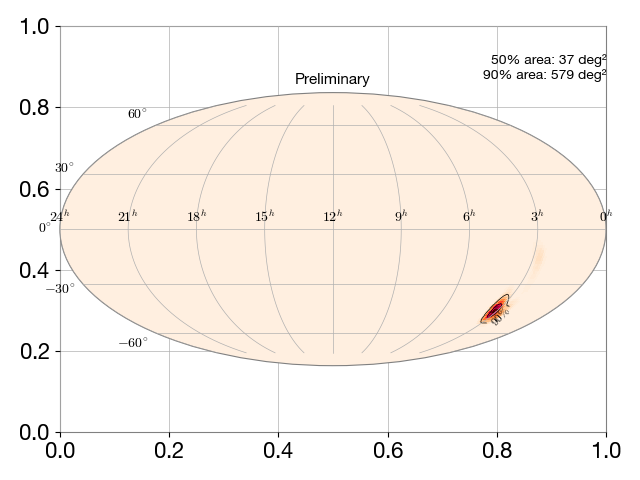 1.0
50% area: 37 deg²
90% area: 579 deg²
Preliminary
0.8
60°
30°
0.6
24h 21h 18h 15h 12h 9h 6h 3h 0h
0°
0.4
−30°
90%
−60°
0.2
0.0
0.0 0.2 0.4 0.6 0.8 1.0